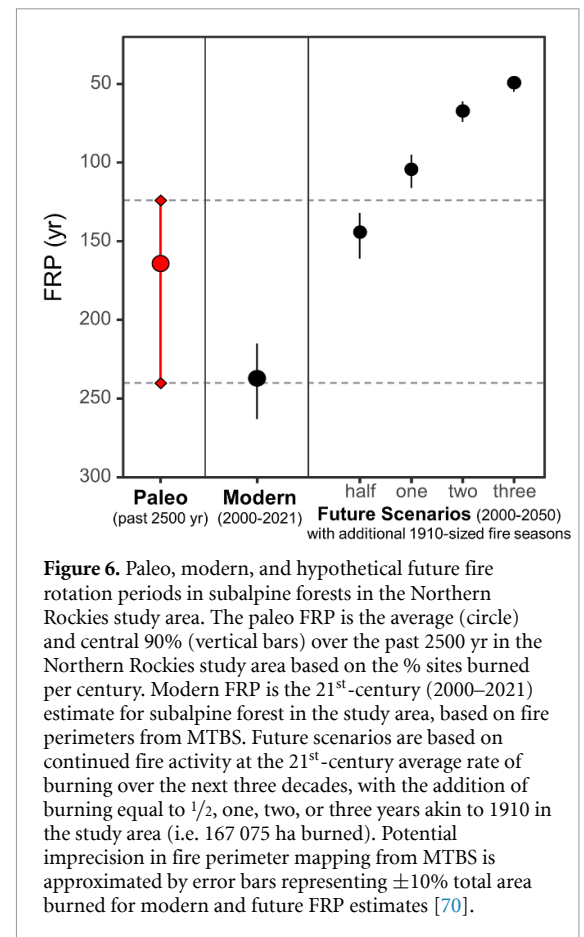 50
100
150
200
250
300
FRP (yr)
Paleo
(past 2500 yr)
Modern
(2000-2021)
half one two three
Future Scenarios (2000-2050)
with additional 1910-sized fire seasons
Figure 6. Paleo, modern, and hypothetical future fire
rotation periods in subalpine forests in the Northern
Rockies study area. The paleo FRP is the average (circle)
and central 90% (vertical bars) over the past 2500 yr in the
Northern Rockies study area based on the % sites burned
per century. Modern FRP is the 21st-century (2000–2021)
estimate for subalpine forest in the study area, based on fire
perimeters from MTBS. Future scenarios are based on
continued fire activity at the 21st-century average rate of
burning over the next three decades, with the addition of
burning equal to 1/2, one, two, or three years akin to 1910 in
the study area (i.e. 167 075 ha burned). Potential
imprecision in fire perimeter mapping from MTBS is
approximated by error bars representing ±10% total area
burned for modern and future FRP estimates [70].